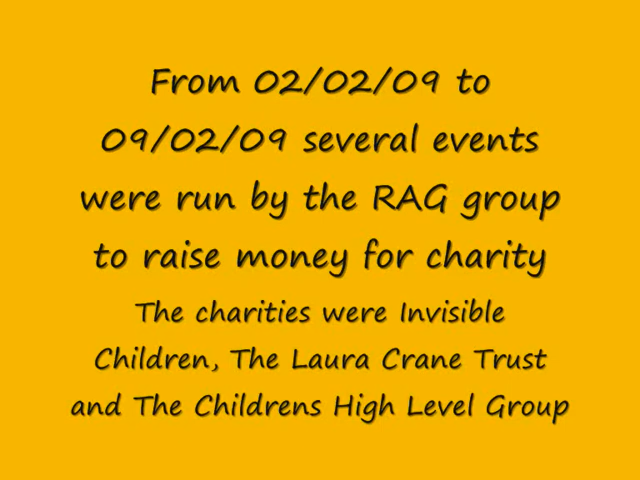 From 02/02/09 to
09/02/09 several events
were run by the RAG group
to raise money for charity
The charities were Invisible
Children, The Laura Crane Trust
and The Childrens High Level Group